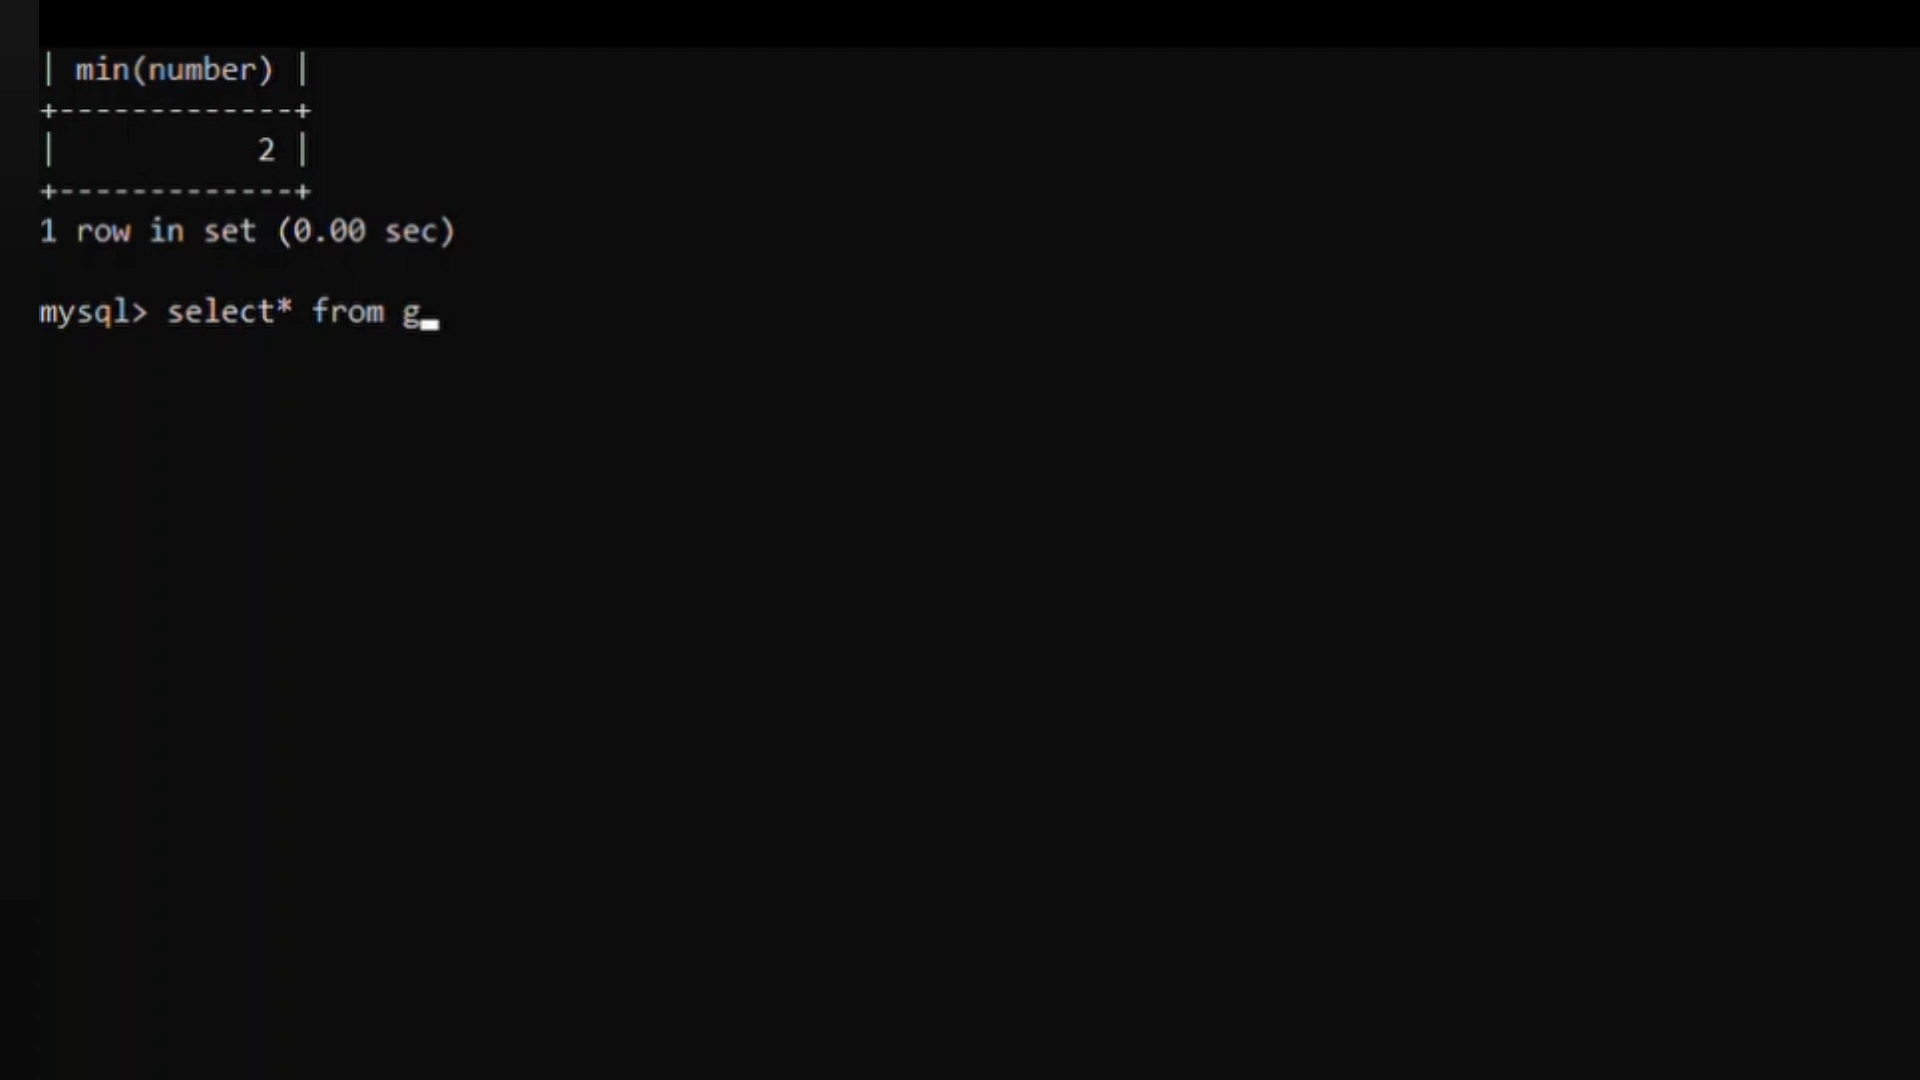 | min(number) |
+-------------+
|           2 |
+-------------+
1 row in set (0.00 sec)
mysql> select* from g